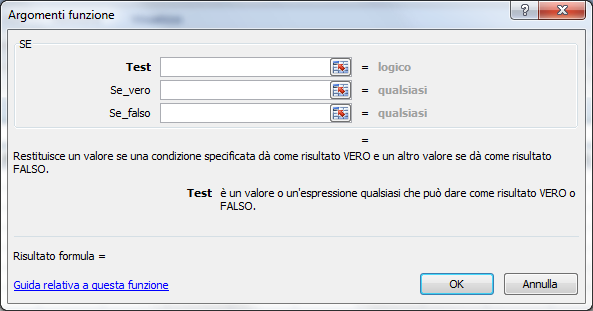 Argomenti funzione
SE
Test = logico
Se_vero = qualsiasi
Se_falso = qualsiasi
=
Restituisce un valore se una condizione specificata dà come risultato VERO e un altro valore se dà come risultato
FALSO.
Test è un valore o un'espressione qualsiasi che può dare come risultato VERO o
FALSO.
Risultato formula =
Guida relativa a questa funzione
OK
Annulla